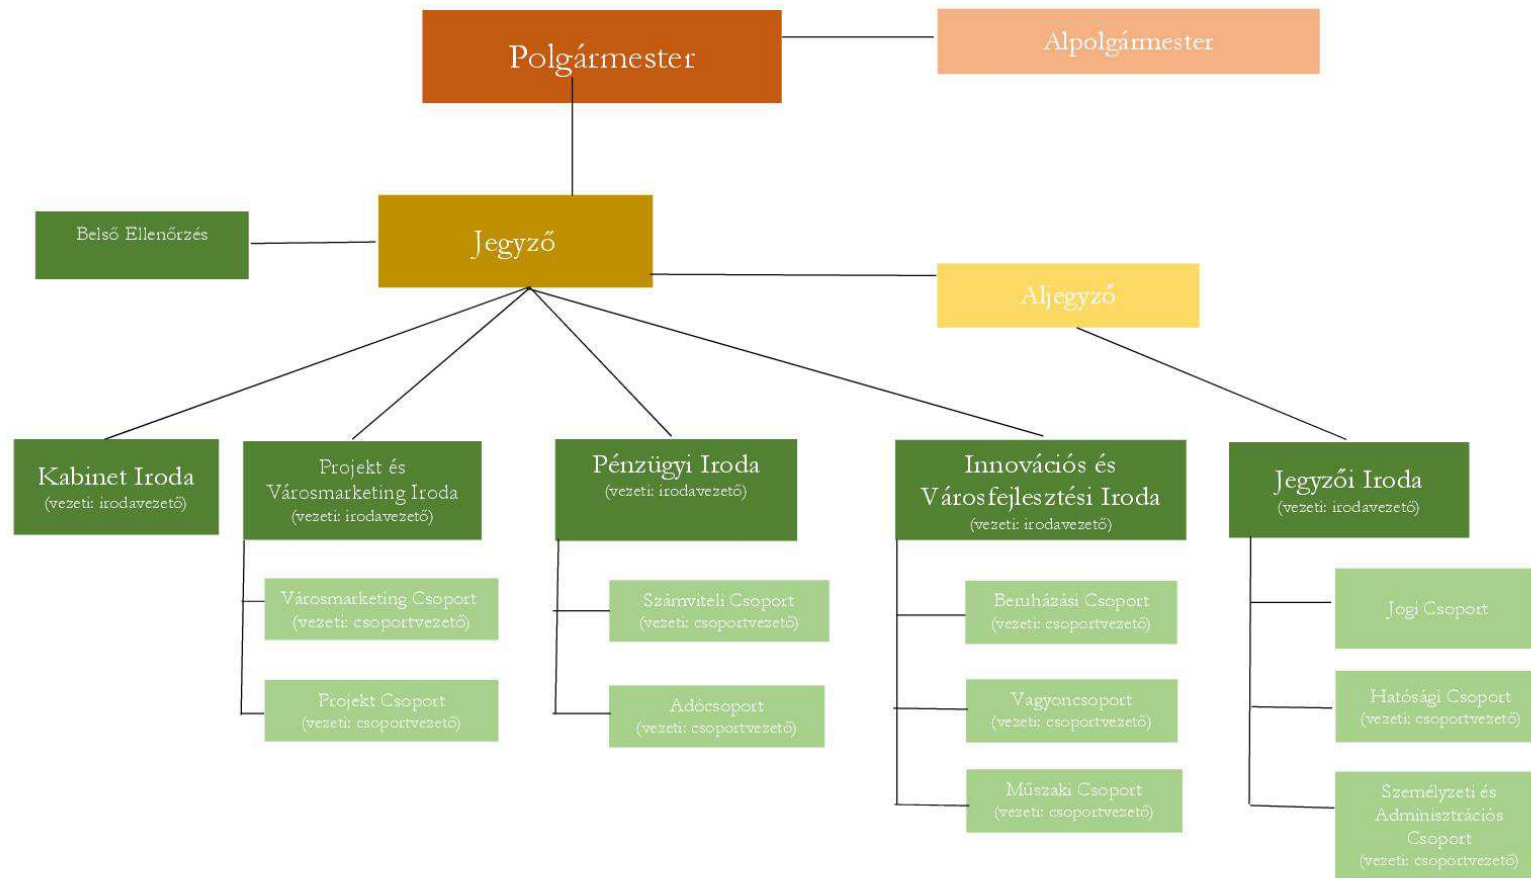 Polgármester
Alpolgármester
Belső Ellenőrzés
Jegyző
Aljegyző
Kabinet Iroda
(vezeti: irodavezető)
Projekt és
Városmarketing Iroda
(vezeti: irodavezető)
Pénzügyi Iroda
(vezeti: irodavezető)
Innovációs és
Városfejlesztési Iroda
(vezeti: irodavezető)
Jegyzői Iroda
(vezeti: irodavezető)
Városmarketing Csoport
(vezeti: csoportvezető)
Projekt Csoport
(vezeti: csoportvezető)
Számviteli Csoport
(vezeti: csoportvezető)
Adócsoport
(vezeti: csoportvezető)
Beruházási Csoport
(vezeti: csoportvezető)
Vagyoncsoport
(vezeti: csoportvezető)
Műszaki Csoport
(vezeti: csoportvezető)
Jogi Csoport
Hatósági Csoport
(vezeti: csoportvezető)
Személyzeti és
Adminisztrációs
Csoport
(vezeti: csoportvezető)